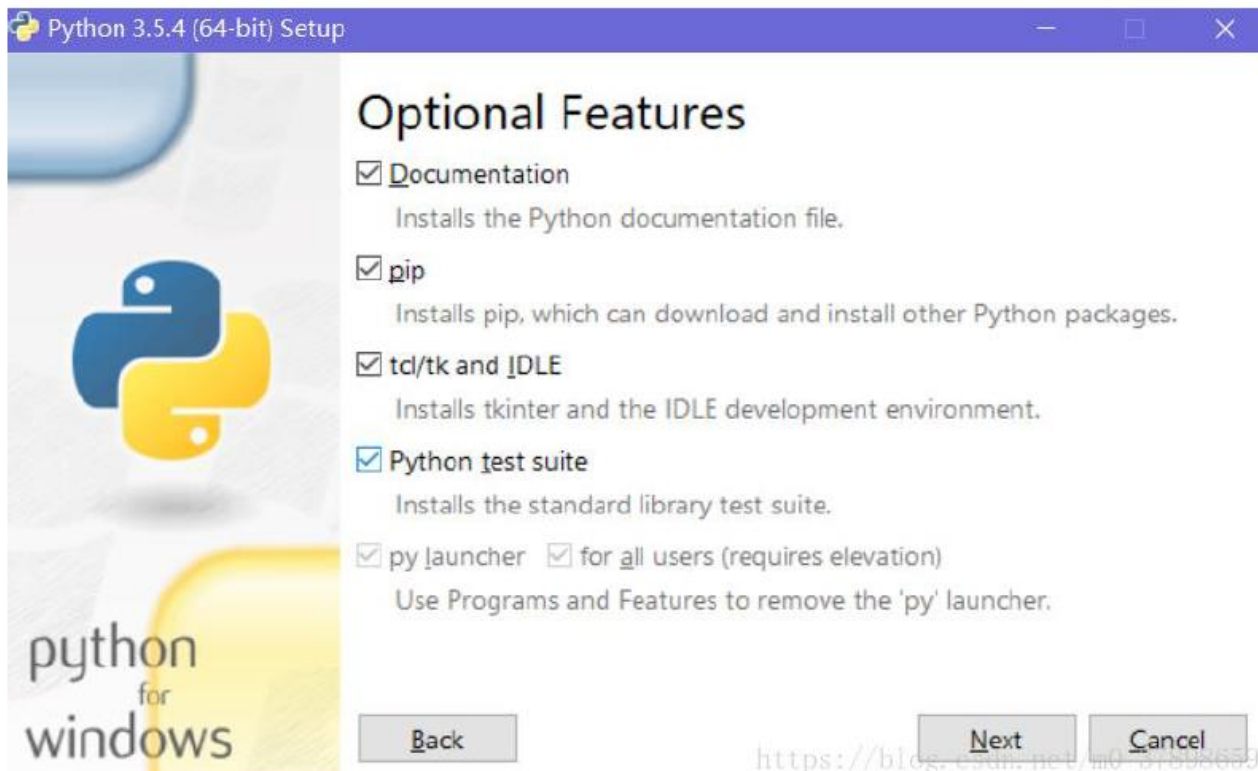 Python 3.5.4 (64-bit) Setup
Optional Features
Documentation
Installs the Python documentation file.
pip
Installs pip, which can download and install other Python packages.
tcl/tk and IDLE
Installs tkinter and the IDLE development environment.
Python test suite
Installs the standard library test suite.
py launcher for all users (requires elevation)
Use Programs and Features to remove the 'py' launcher.
python
for
windows
Back Next Cancel
https://blog.csdn.net/m0_37898659